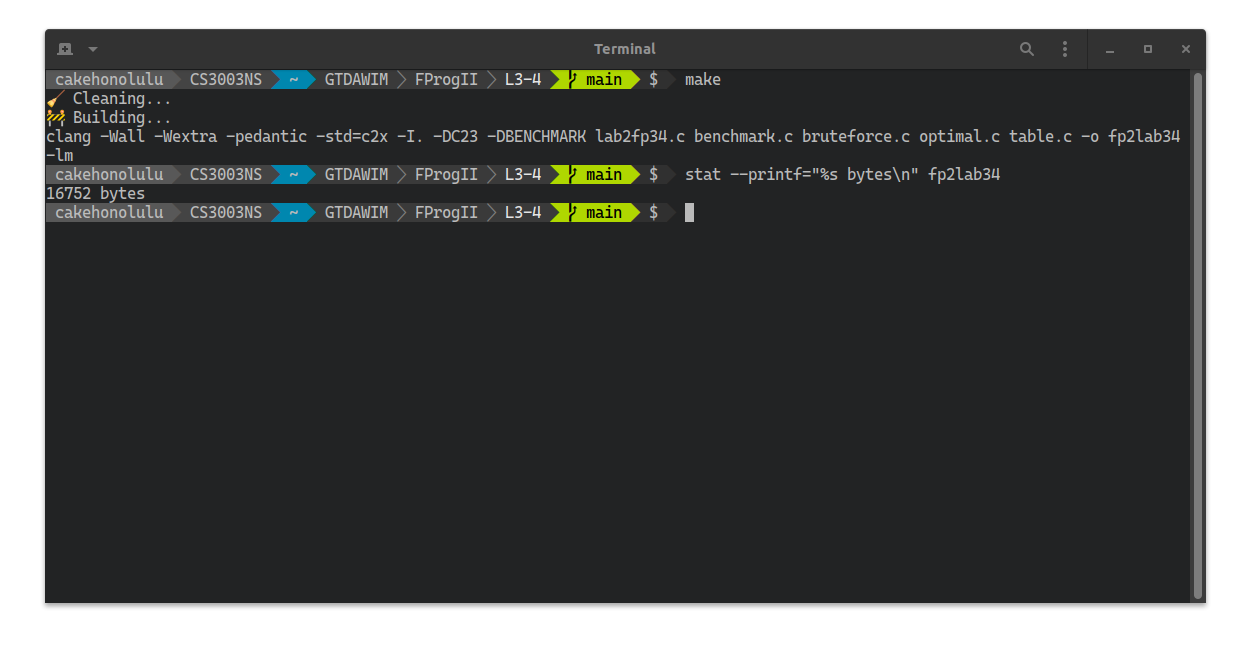 Terminal
cakehonolulu CS3003NS ~ GTDAWIM FProgII L3-4 main $ make
Cleaning...
Building...
clang -Wall -Wextra -pedantic -std=c2x -I. -DC23 -DBENCHMARK lab2fp34.c benchmark.c bruteforce.c optimal.c table.c -o fp2lab34
-lm
cakehonolulu CS3003NS ~ GTDAWIM FProgII L3-4 main $ stat --printf="%s bytes\n" fp2lab34
16752 bytes
cakehonolulu CS3003NS ~ GTDAWIM FProgII L3-4 main $